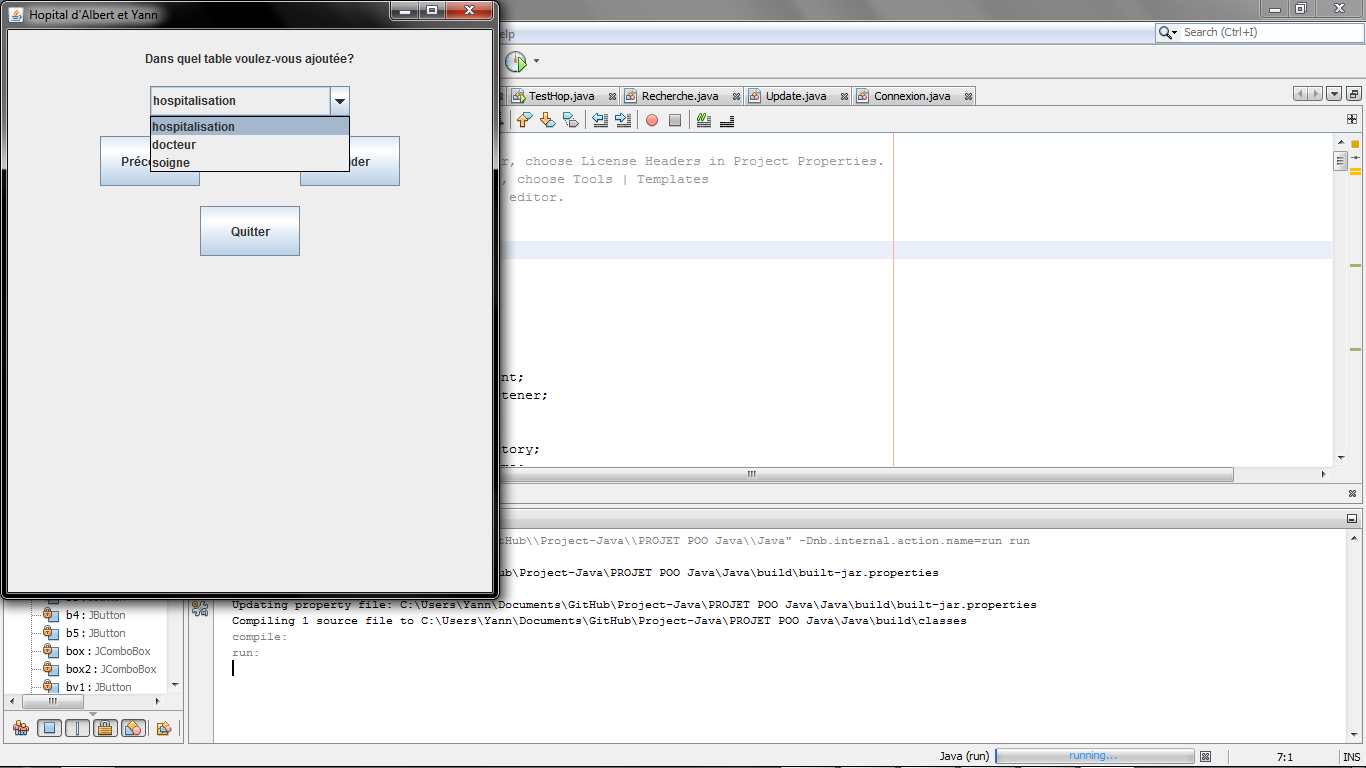 Hopital d'Albert et Yann
Dans quel table voulez-vous ajoutée?
hospitalisation
hospitalisation
docteur
soigne
Quitter
Search (Ctrl+I)
TestHop.java
Recherche.java
Update.java
Connexion.java
, choose License Headers in Project Properties.
, choose Tools | Templates
editor.
\\Project-Java\\PROJET POO Java\\Java" -Dnb.internal.action.name=run run
\Project-Java\PROJET POO Java\Java\build\built-jar.properties
Updating property file: C:\Users\Yann\Documents\GitHub\Project-Java\PROJET POO Java\Java\build\built-jar.properties
Compiling 1 source file to C:\Users\Yann\Documents\GitHub\Project-Java\PROJET POO Java\Java\build\classes
compile:
run:
b4 : JButton
b5 : JButton
box : JComboBox
box2 : JComboBox
bv1 : JButton
Java (run)
running...
7:1
INS